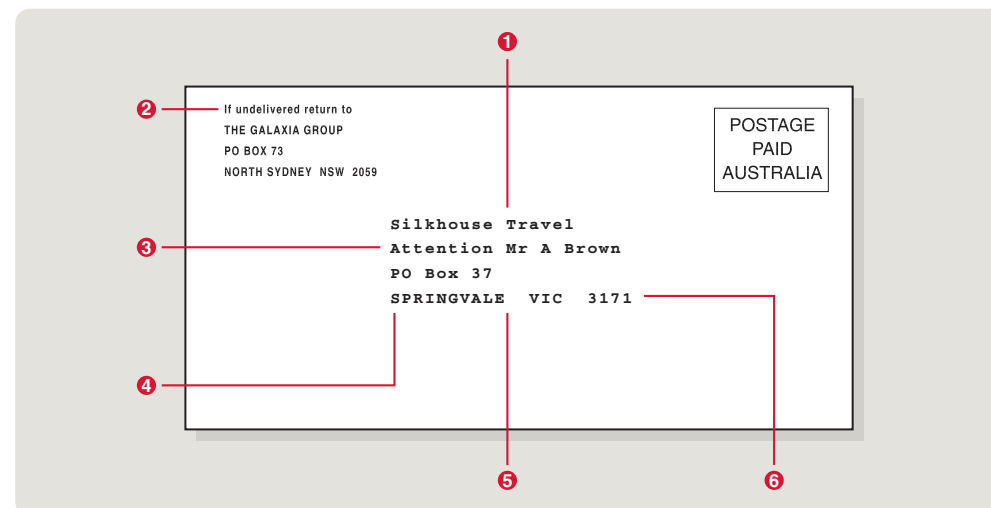 1
2 If undelivered return to
THE GALAXIA GROUP
PO BOX 73
NORTH SYDNEY NSW 2059
POSTAGE
PAID
AUSTRALIA
Silkhouse Travel
3 Attention Mr A Brown
PO Box 37
SPRINGVALE VIC 3171
4
5
6